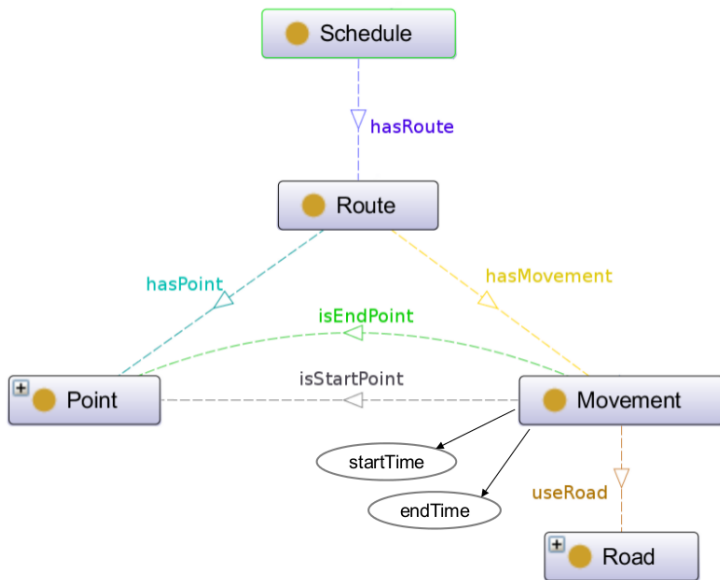 Schedule
hasRoute
Route
hasPoint
hasMovement
isEndPoint
isStartPoint
Point
Movement
startTime
endTime
useRoad
Road